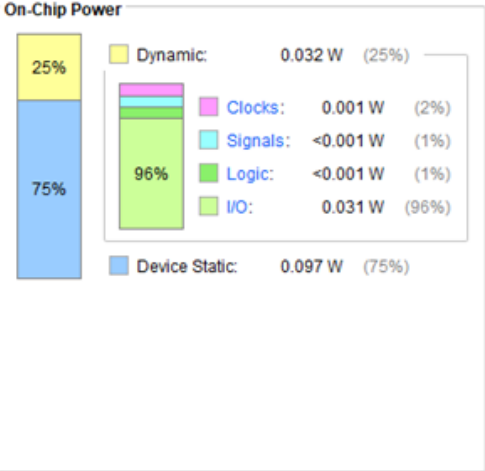 On-Chip Power
25%
Dynamic: 0.032 W (25%)
Clocks: 0.001 W (2%)
Signals: <0.001 W (1%)
96%
Logic: <0.001 W (1%)
75%
I/O: 0.031 W (96%)
Device Static: 0.097 W (75%)